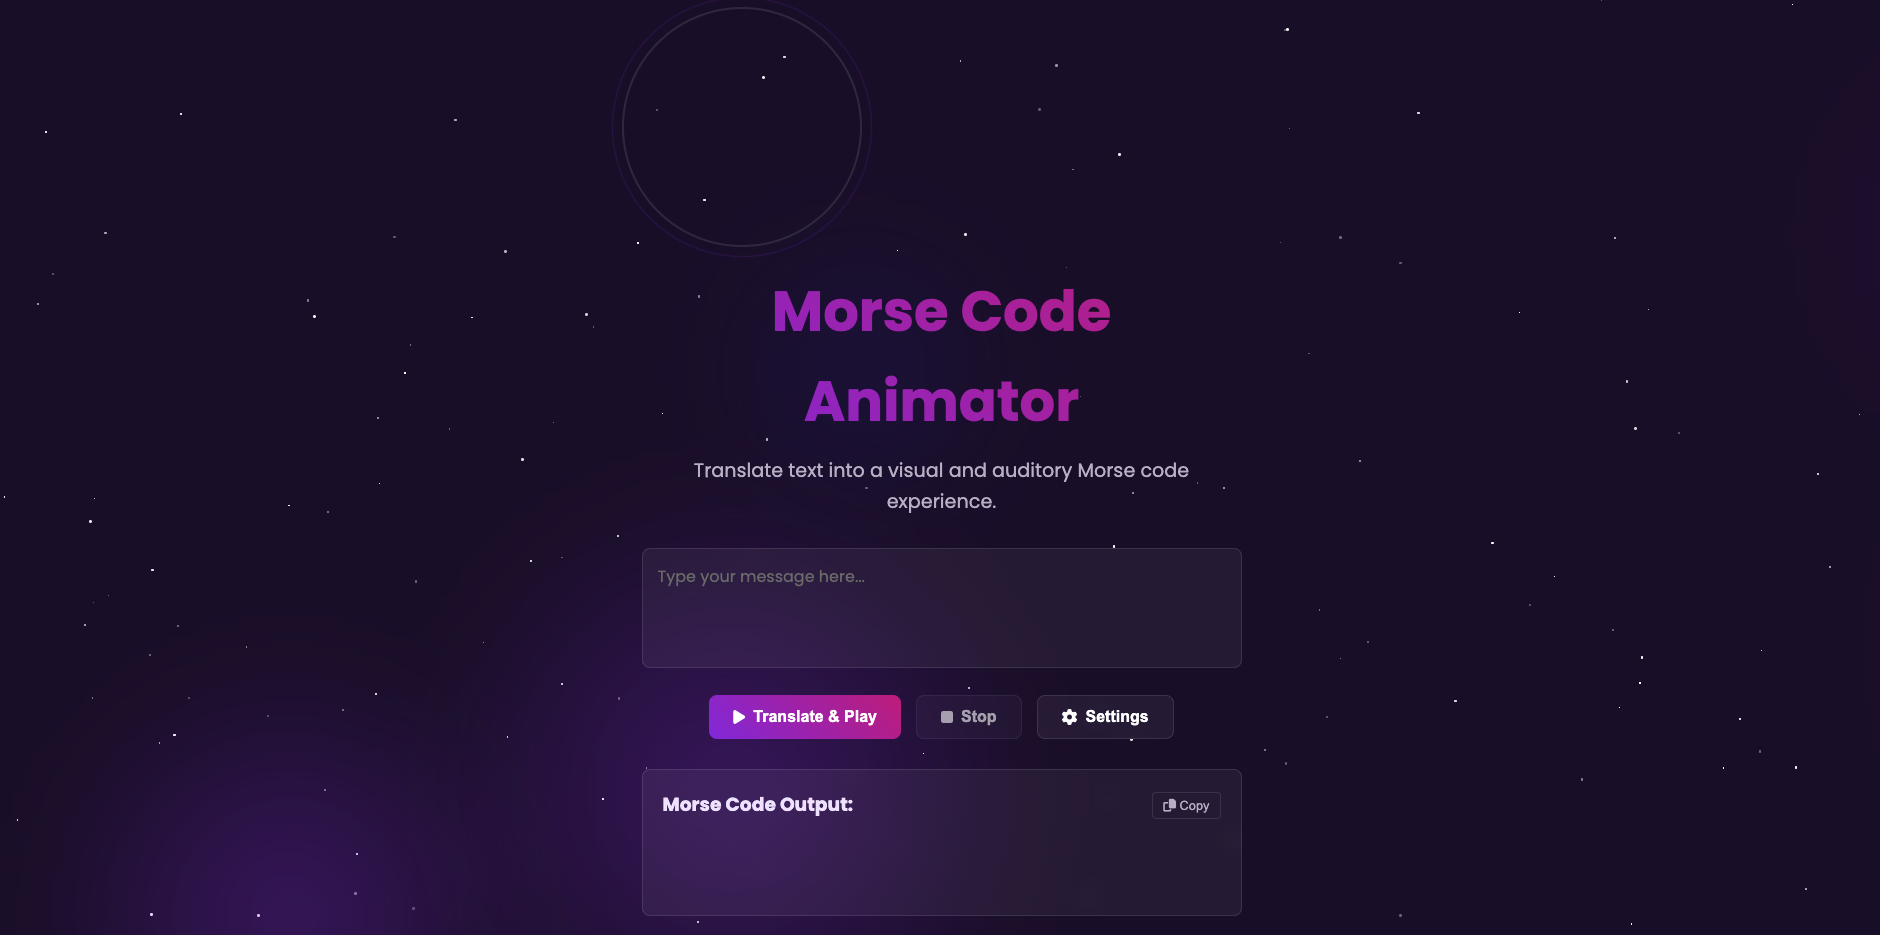 Morse Code
Animator
Translate text into a visual and auditory Morse code
experience.
Type your message here...
Translate & Play
Stop
Settings
Morse Code Output:
Copy